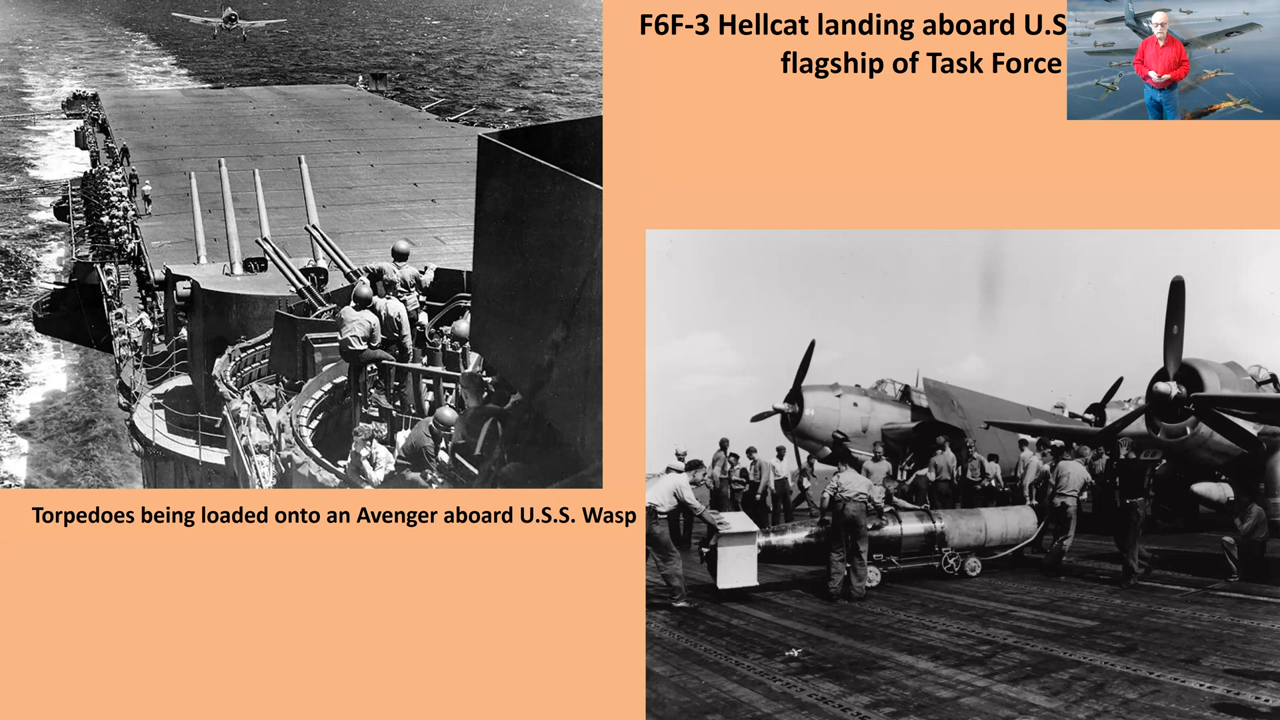 F6F-3 Hellcat landing aboard U.S
flagship of Task Force
Torpedoes being loaded onto an Avenger aboard U.S.S. Wasp